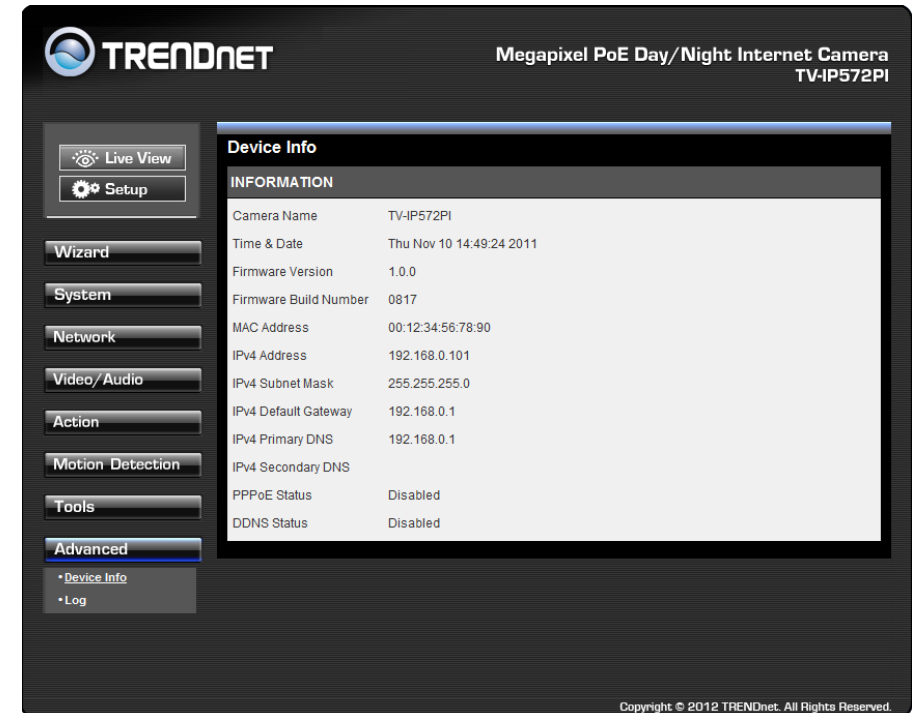 TRENDNET
Megapixel PoE Day/Night Internet Camera
TV-IP572PI
Live View
Setup
Wizard
System
Network
Video/Audio
Action
Motion Detection
Tools
Advanced
•Device Info
•Log
Device Info
INFORMATION
Camera Name TV-IP572PI
Time & Date Thu Nov 10 14:49:24 2011
Firmware Version 1.0.0
Firmware Build Number 0817
MAC Address 00:12:34:56:78:90
IPv4 Address 192.168.0.101
IPv4 Subnet Mask 255.255.255.0
IPv4 Default Gateway 192.168.0.1
IPv4 Primary DNS 192.168.0.1
IPv4 Secondary DNS
PPPoE Status Disabled
DDNS Status Disabled
Copyright © 2012 TRENDnet. All Rights Reserved.